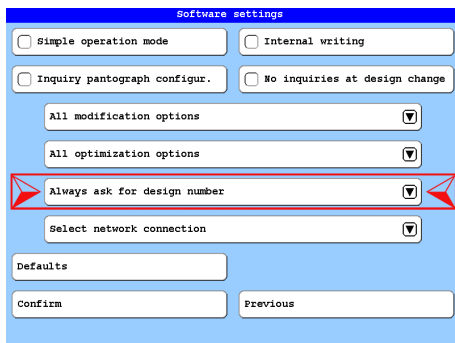 Software settings
Simple operation mode
Internal writing
Inquiry pantograph configur.
No inquiries at design change
All modification options
All optimization options
Always ask for design number
Select network connection
Defaults
Confirm
Previous